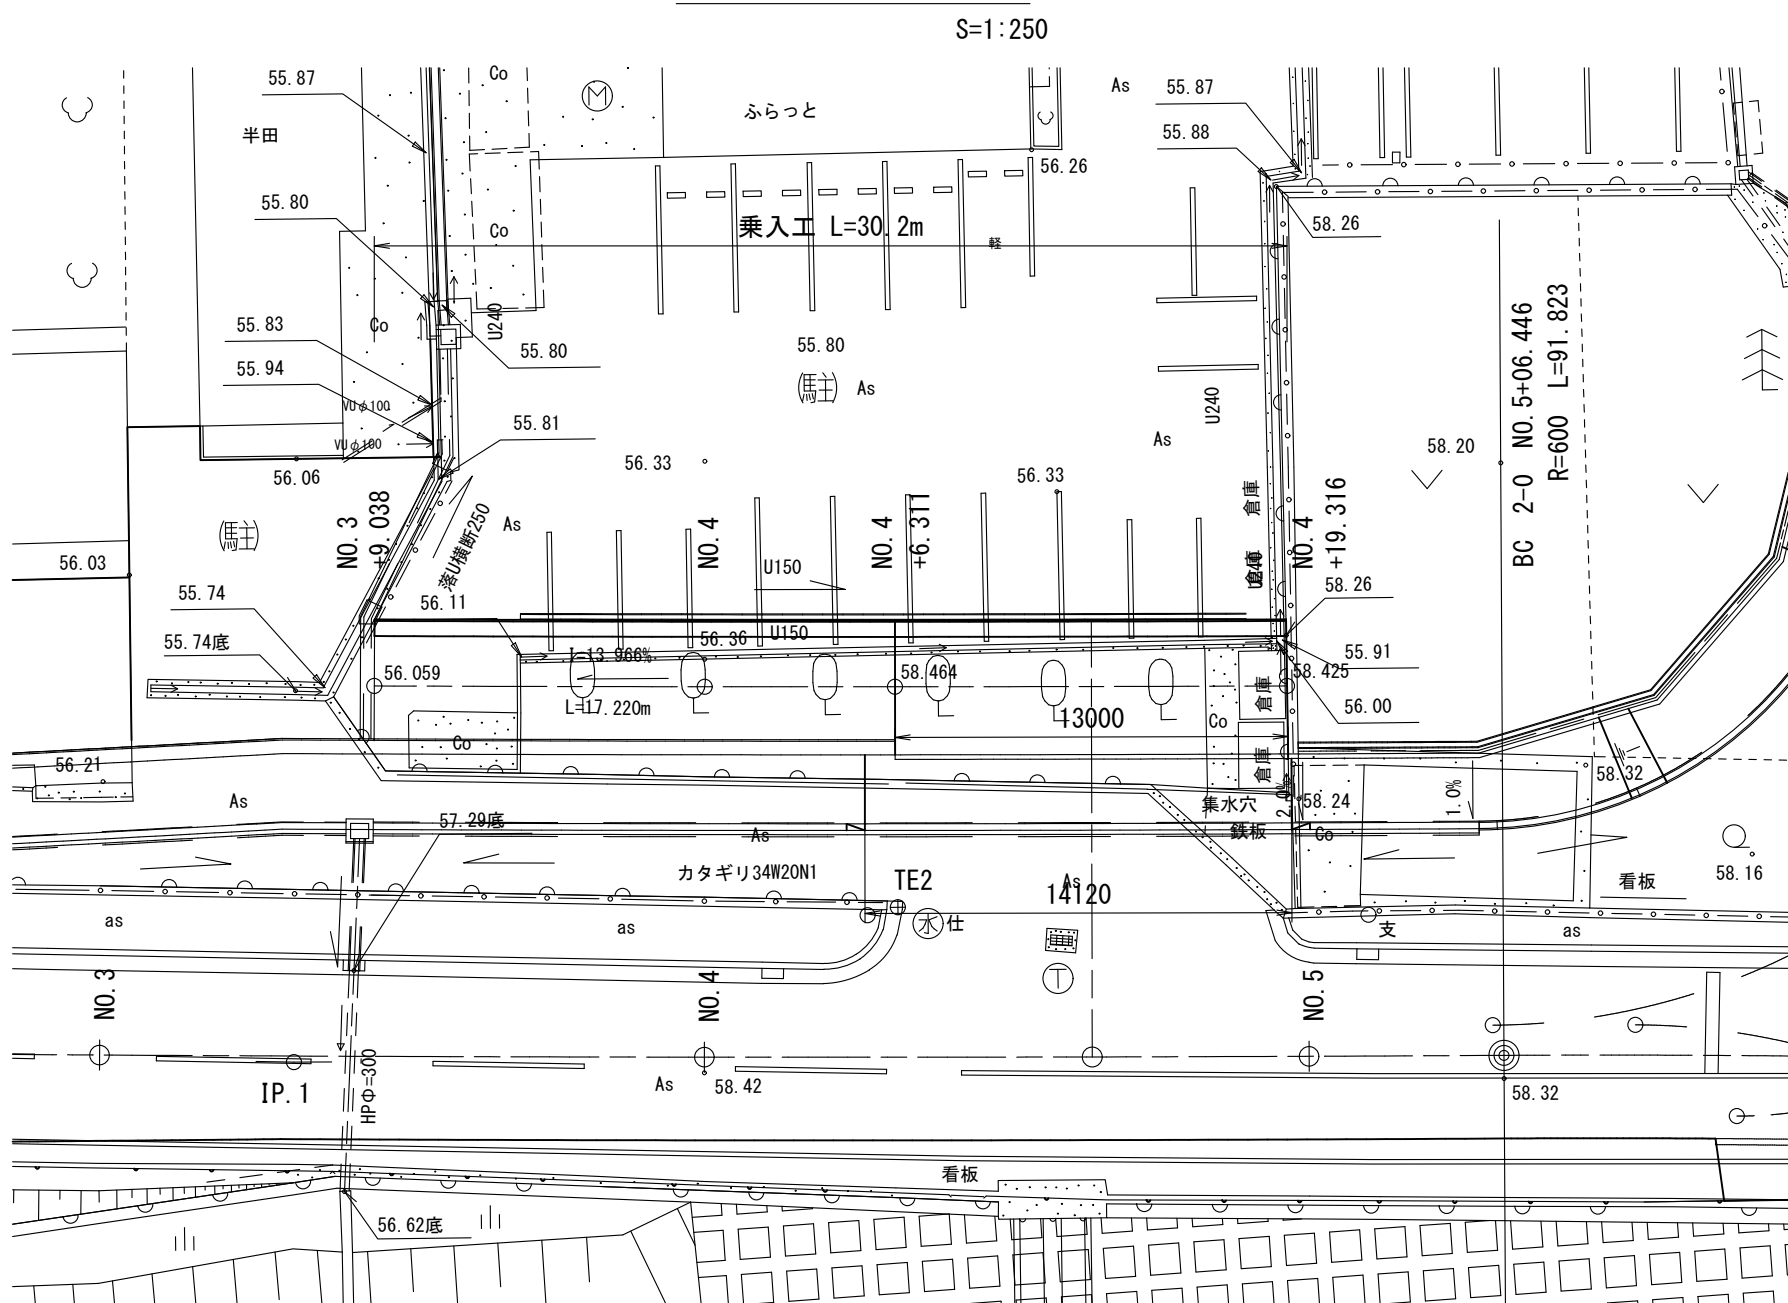 S=1:250
55.87
Co
M
ふらっと
As
55.87
半田
55.88
56.26
55.80
Co
乗入工 L=30.2m
軽
58.26
55.83
Co
U240
55.80
55.80
55.94
(駐) As
VUφ100
U240
NO.5+06.446
R=600 L=91.823
BC 2-0
VUφ100
55.81
As
58.20
56.06
56.33
56.33
倉庫
(駐)
NO.3
+9.038
落U横断250
As
NO.4
NO.4
+6.311
NO.4
+19.316
56.03
U150
倉庫
55.74
56.11
58.26
55.74底
56.36
U150
55.91
56.059
58.464
58.425
倉庫
56.00
L=17.220m
13000
Co
Co
倉庫
56.21
58.32
As
集水穴
58.24
1.0%
57.29底
As
鉄板
Co
カタギリ34W20N1
TE2
As
14120
看板
58.16
as
as
水
仕
支
as
T
NO.3
NO.4
NO.5
IP.1
HPΦ=300
As
58.42
58.32
看板
56.62底